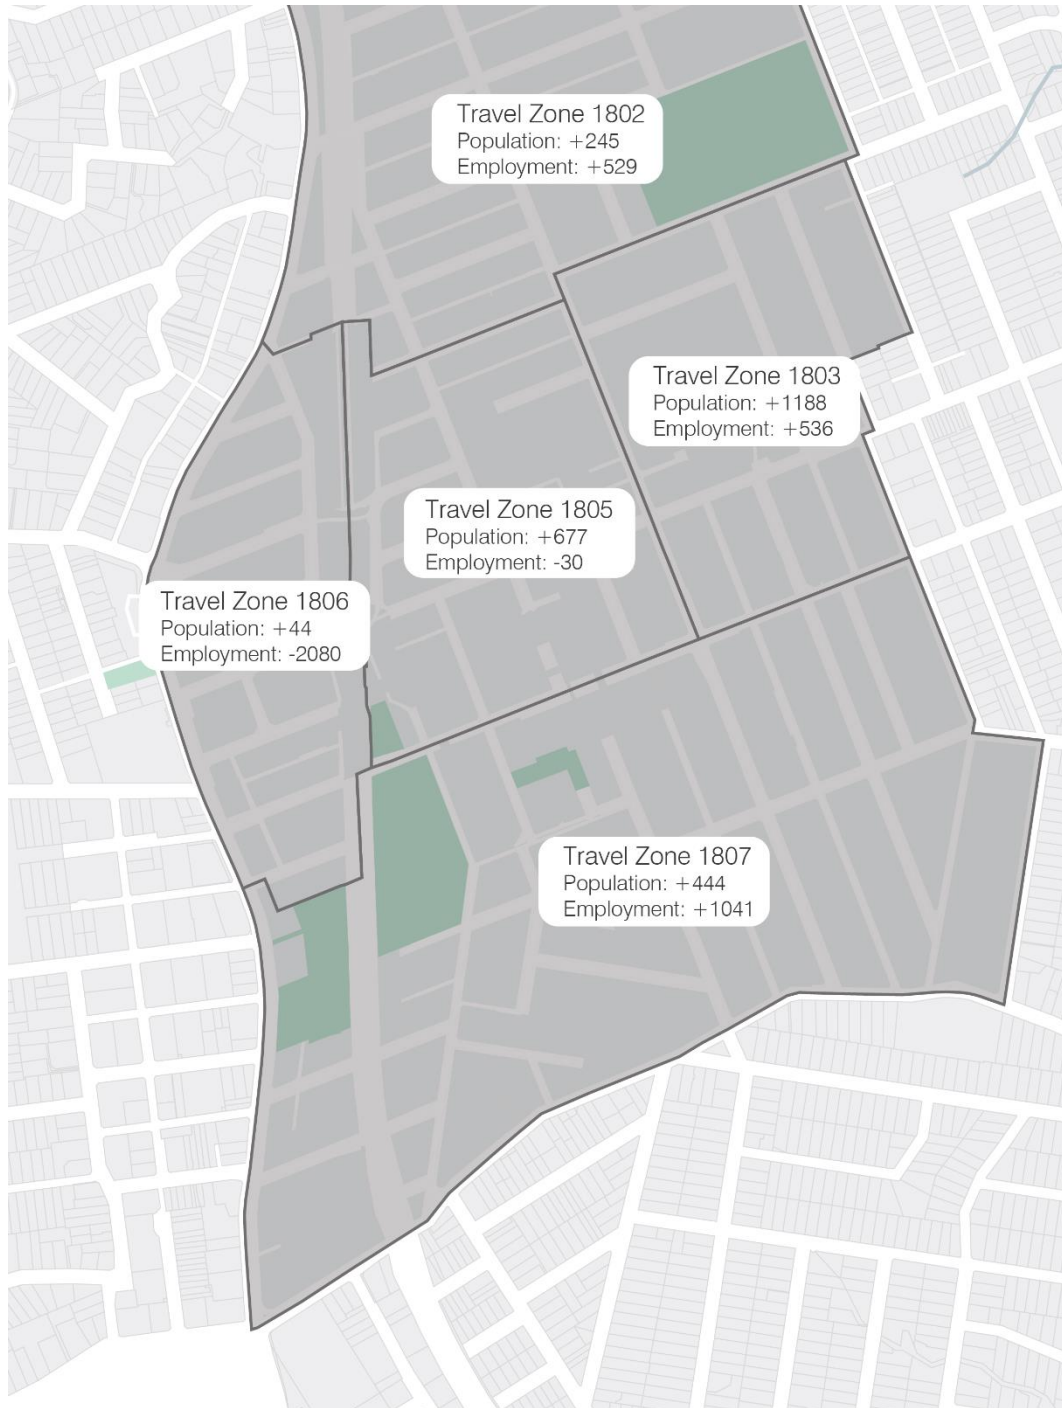 Travel Zone 1802
Population: +245
Employment: +529
Travel Zone 1803
Population: +1188
Employment: +536
Travel Zone 1805
Population: +677
Employment: -30
Travel Zone 1806
Population: +44
Employment: -2080
Travel Zone 1807
Population: +444
Employment: +1041